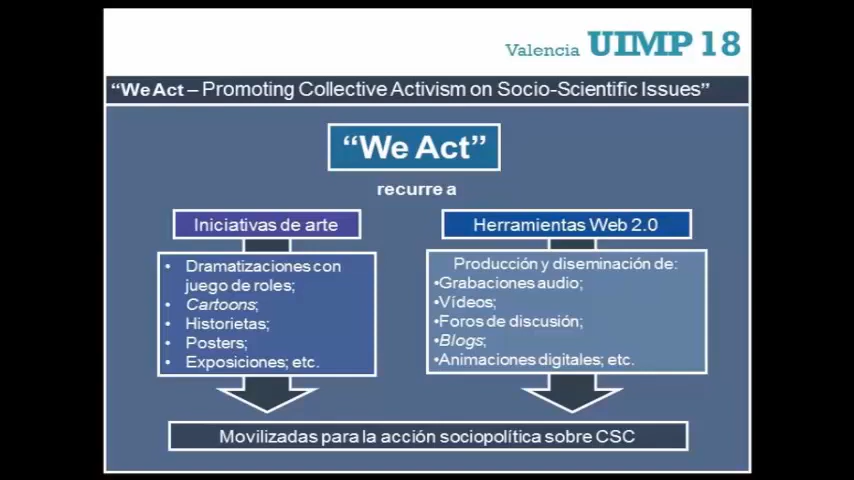 Valencia UIMP 18
“We Act – Promoting Collective Activism on Socio-Scientific Issues”
“We Act”
recurre a
Iniciativas de arte
• Dramatizaciones con
juego de roles;
• Cartoons;
• Historietas;
• Posters;
• Exposiciones; etc.
Herramientas Web 2.0
Producción y diseminación de:
•Grabaciones audio;
•Vídeos;
•Foros de discusión;
•Blogs;
•Animaciones digitales; etc.
Movilizadas para la acción sociopolítica sobre CSC